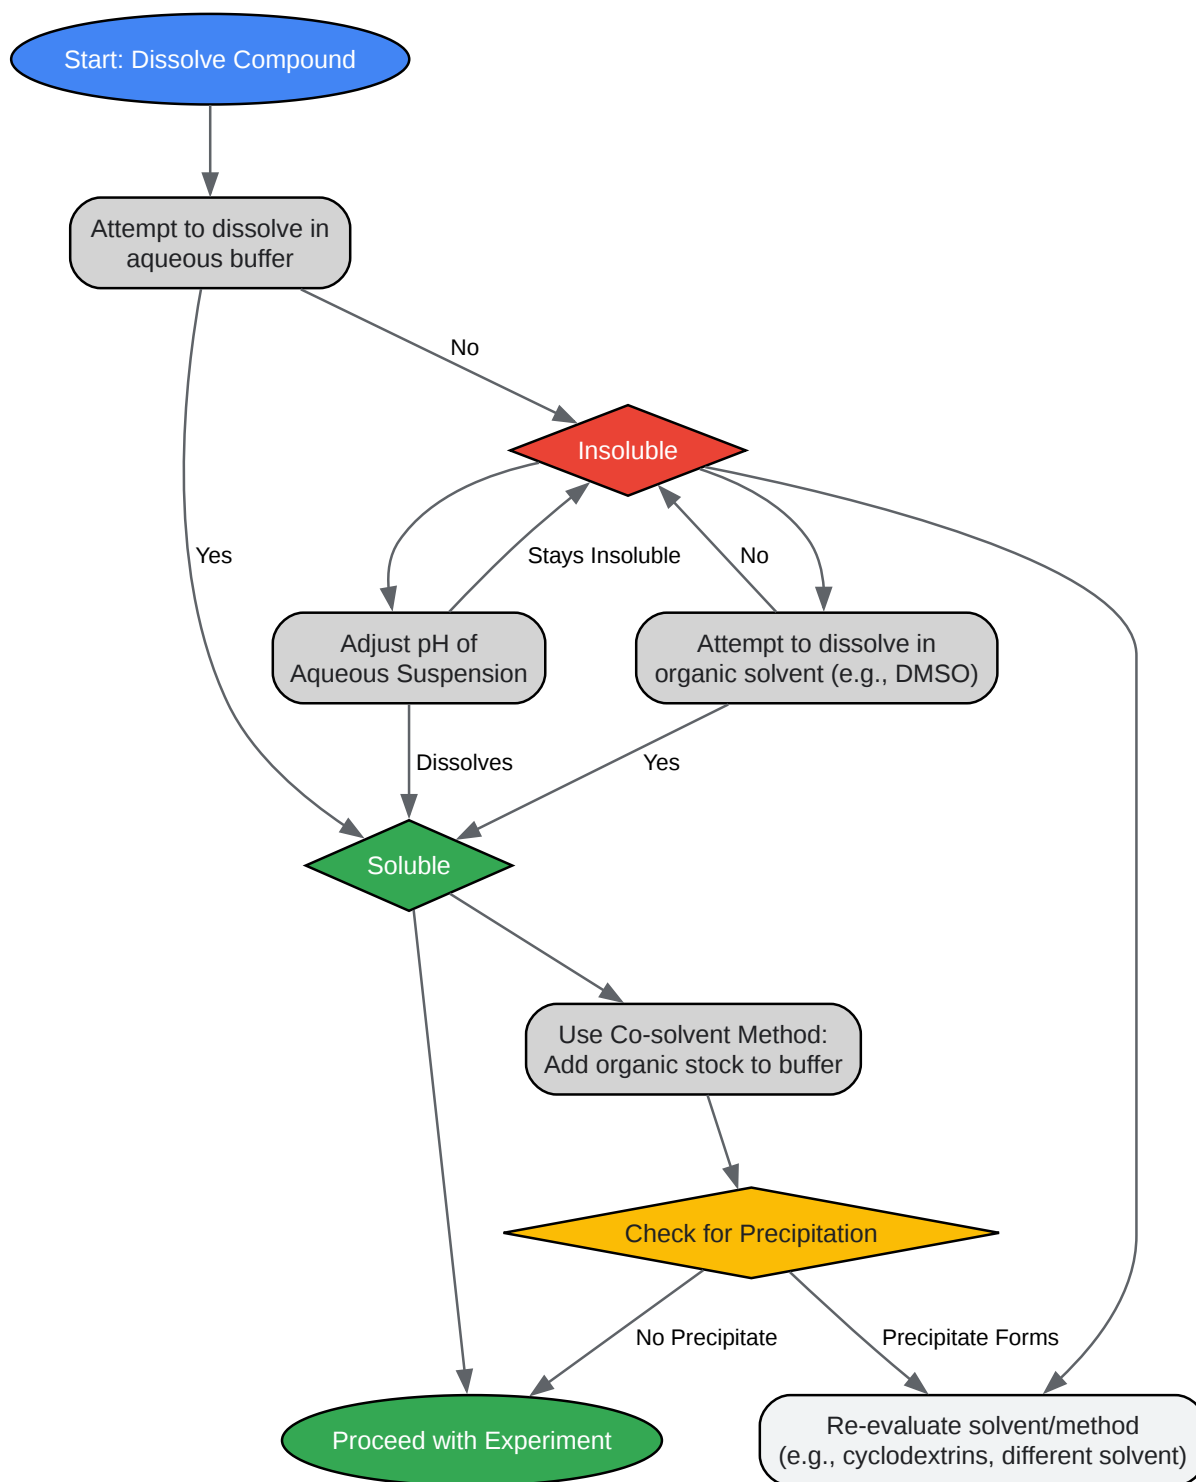 Start: Dissolve Compound
Attempt to dissolve in
aqueous buffer
No
Insoluble
Yes
Stays Insoluble
No
Adjust pH of
Aqueous Suspension
Attempt to dissolve in
organic solvent (e.g., DMSO)
Dissolves
Yes
Soluble
Use Co-solvent Method:
Add organic stock to buffer
Check for Precipitation
No Precipitate
Precipitate Forms
Proceed with Experiment
Re-evaluate solvent/method
(e.g., cyclodextrins, different solvent)